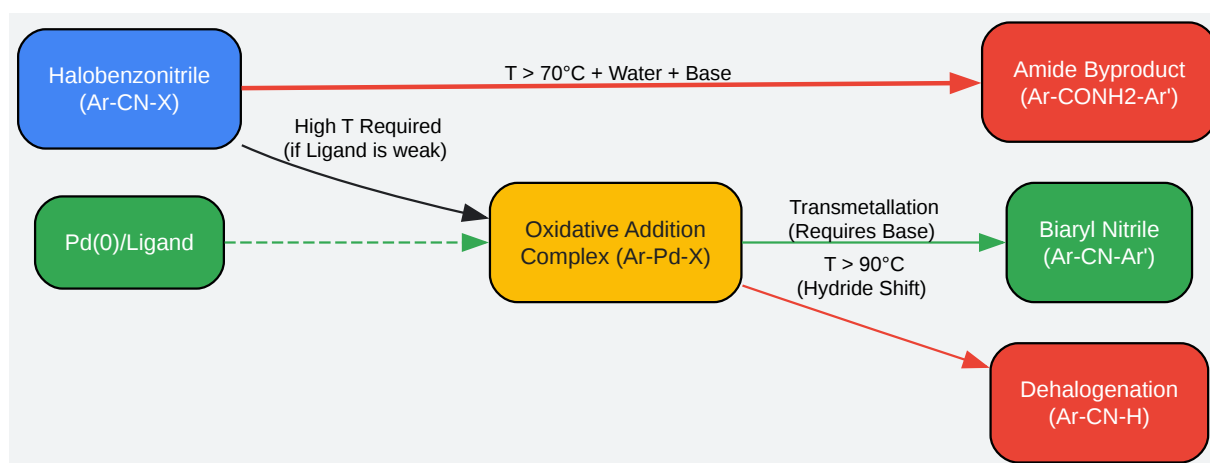 Halobenzonitrile
(Ar-CN-X)
T > 70°C + Water + Base
Amide Byproduct
(Ar-CONH2-Ar')
High T Required
(if Ligand is weak)
Pd(0)/Ligand
Oxidative Addition
Complex (Ar-Pd-X)
Transmetallation
(Requires Base)
Biaryl Nitrile
(Ar-CN-Ar')
T > 90°C
(Hydride Shift)
Dehalogenation
(Ar-CN-H)